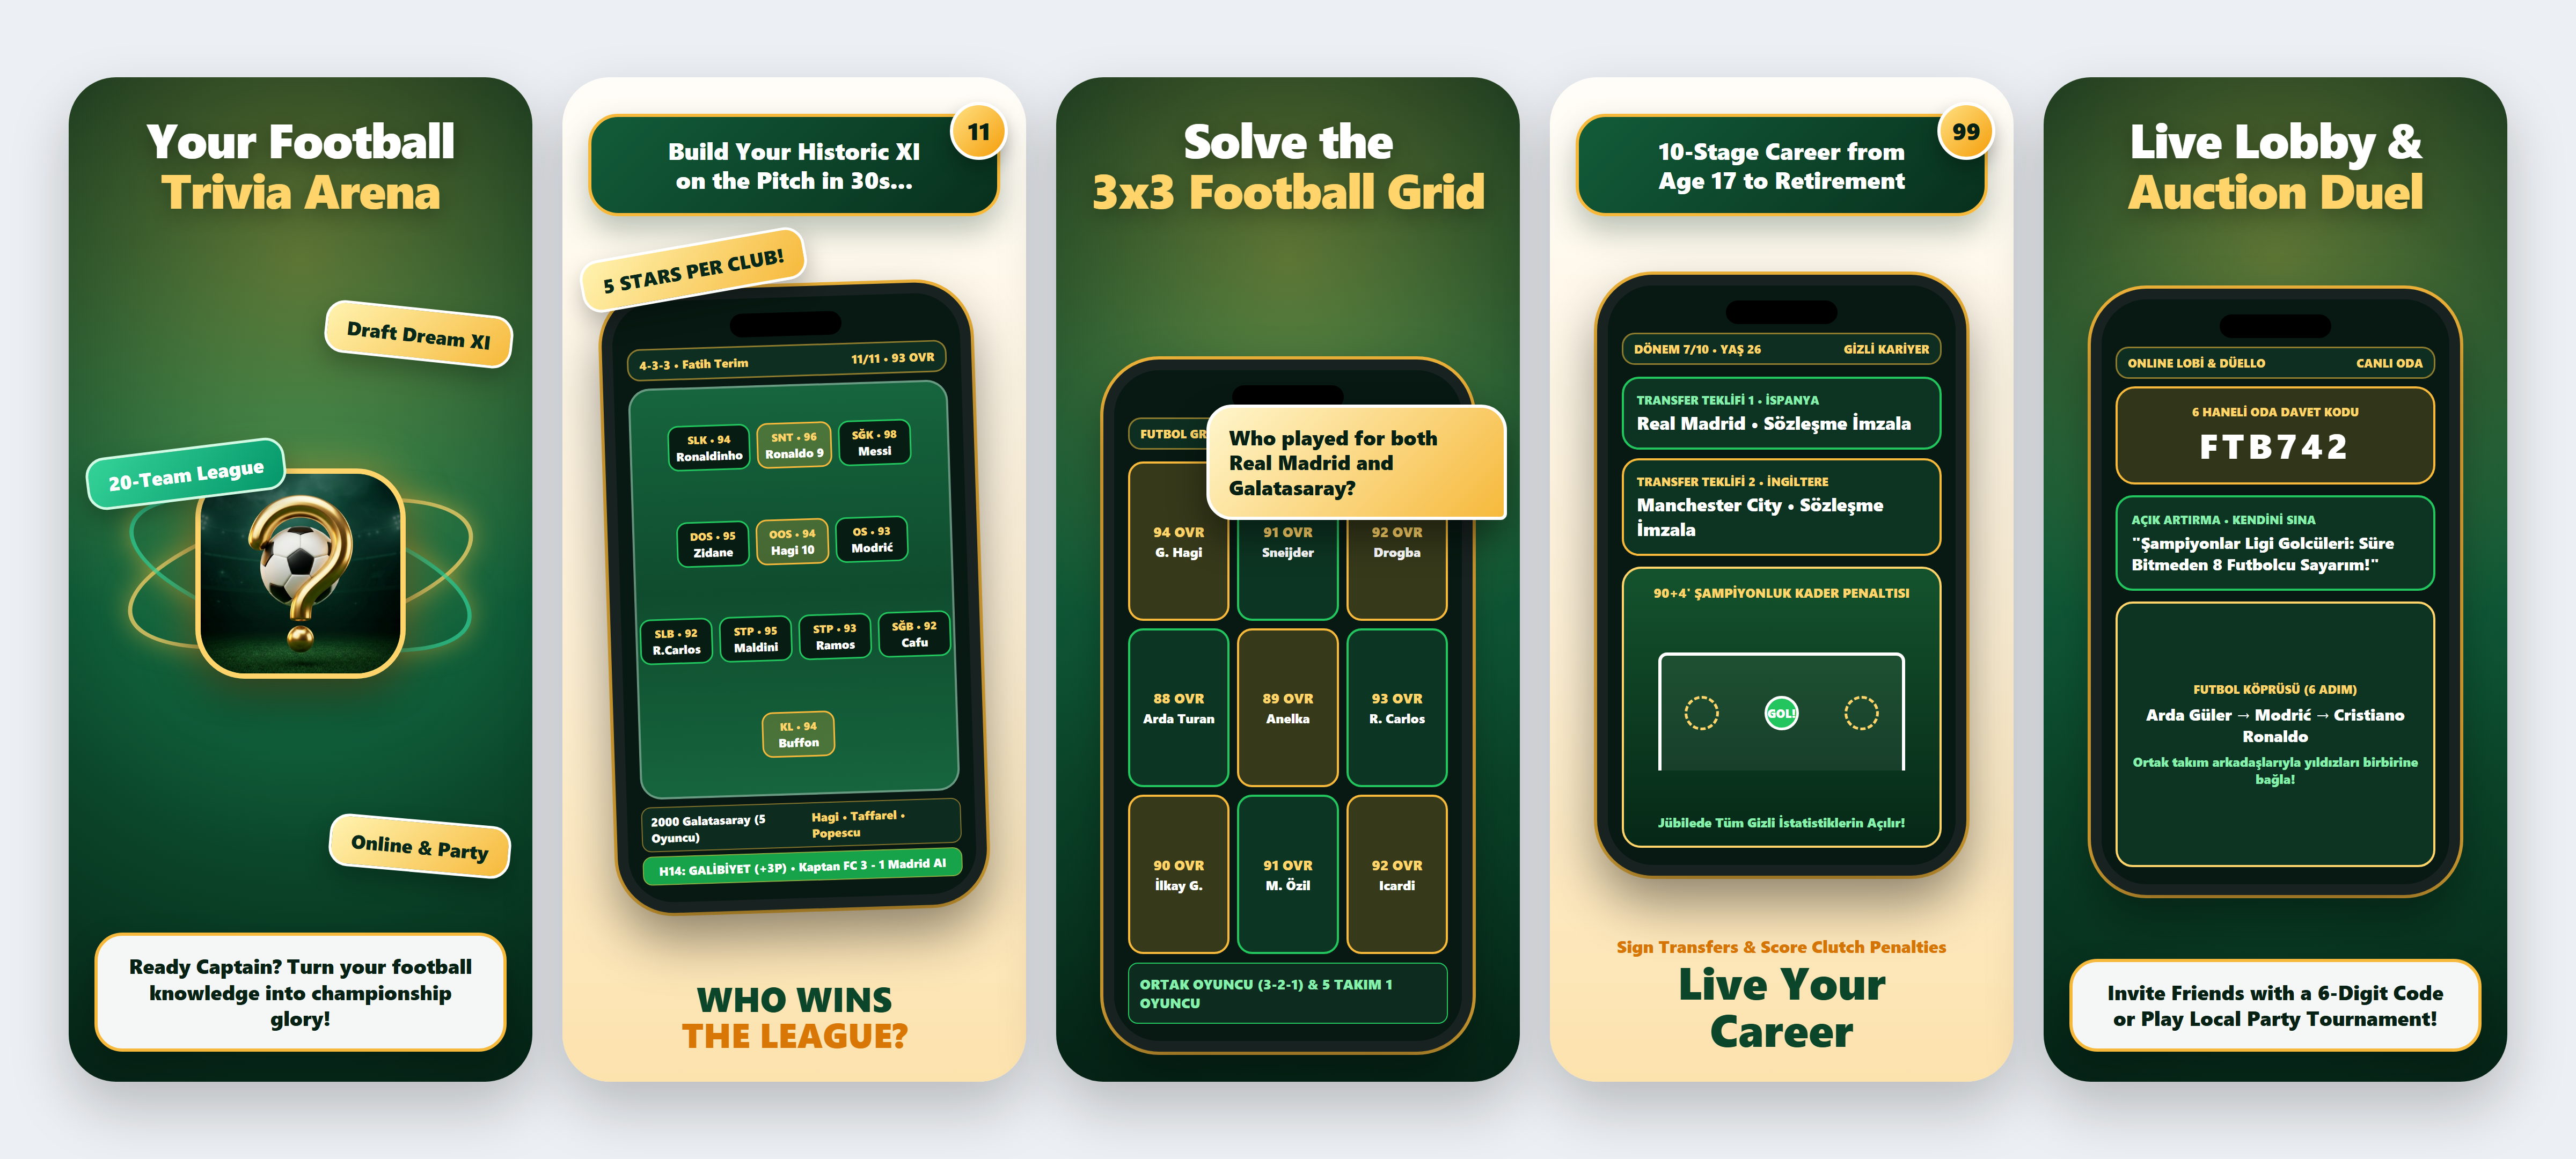 Your Football
Trivia Arena
Draft Dream XI
20-Team League
Online & Party
Ready Captain? Turn your football
knowledge into championship
glory!
11
Build Your Historic XI
on the Pitch in 30s...
5 STARS PER CLUB!
4-3-3 • Fatih Terim
11/11 • 93 OVR
SLK • 94
Ronaldinho
SNT • 96
Ronaldo 9
SĞK • 98
Messi
DOS • 95
Zidane
OOS • 94
Hagi 10
OS • 93
Modrić
SLB • 92
R.Carlos
STP • 95
Maldini
STP • 93
Ramos
SĞB • 92
Cafu
KL • 94
Buffon
2000 Galatasaray (5
Oyuncu)
Hagi • Taffarel •
Popescu
H14: GALİBİYET (+3P) • Kaptan FC 3 - 1 Madrid AI
WHO WINS
THE LEAGUE?
Solve the
3x3 Football Grid
FUTBOL GR
Who played for both
Real Madrid and
Galatasaray?
94 OVR
G. Hagi
91 OVR
Sneijder
92 OVR
Drogba
88 OVR
Arda Turan
89 OVR
Anelka
93 OVR
R. Carlos
90 OVR
İlkay G.
91 OVR
M. Özil
92 OVR
Icardi
ORTAK OYUNCU (3-2-1) & 5 TAKIM 1
OYUNCU
99
10-Stage Career from
Age 17 to Retirement
DÖNEM 7/10 • YAŞ 26
GİZLİ KARİYER
TRANSFER TEKLİFİ 1 • İSPANYA
Real Madrid • Sözleşme İmzala
TRANSFER TEKLİFİ 2 • İNGİLTERE
Manchester City • Sözleşme
İmzala
90+4' ŞAMPİYONLUK KADER PENALTISI
GOL!
Jübilede Tüm Gizli İstatistiklerin Açılır!
Sign Transfers & Score Clutch Penalties
Live Your
Career
Live Lobby &
Auction Duel
ONLINE LOBİ & DÜELLO
CANLI ODA
6 HANELİ ODA DAVET KODU
FTB742
AÇIK ARTIRMA • KENDİNİ SINA
"Şampiyonlar Ligi Golcüleri: Süre
Bitmeden 8 Futbolcu Sayarım!"
FUTBOL KÖPRÜSÜ (6 ADIM)
Arda Güler → Modrić → Cristiano
Ronaldo
Ortak takım arkadaşlarıyla yıldızları birbirine
bağla!
Invite Friends with a 6-Digit Code
or Play Local Party Tournament!